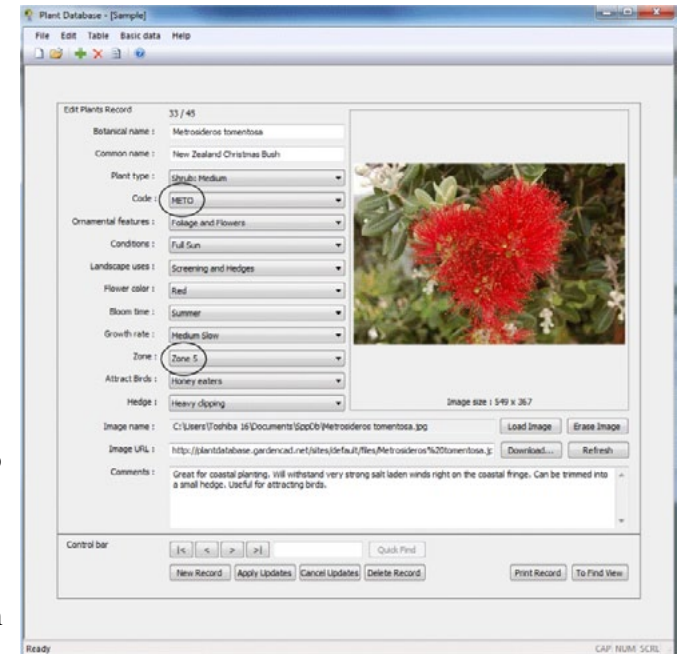 Plant Database - [Sample]
File Edit Table Basic data Help
Edit Plants Record 33 / 45
Botanical name : Metrosideros tomentosa
Common name : New Zealand Christmas Bush
Plant type : Shrub: Medium
Code : METO
Ornamental features : Foliage and Flowers
Conditions : Full Sun
Landscape uses : Screening and Hedges
Flower color : Red
Bloom time : Summer
Growth rate : Medium Slow
Zone : Zone 5
Attract Birds : Honey eaters
Hedge : Heavy clipping
Image size : 549 x 367
Image name : C:\Users\Toshiba 16\Documents\SppDb\Metrosideros tomentosa.jpg Load Image Erase Image
Image URL : http://plantdatabase.gardencad.net/sites/default/files/Metrosideros%20tomentosa.jp Download... Refresh
Comments : Great for coastal planting. Will withstand very strong salt laden winds right on the coastal fringe. Can be trimmed into
a small hedge. Useful for attracting birds.
Control bar |< < > >| Quick Find
New Record Apply Updates Cancel Updates Delete Record Print Record To Find View
Ready CAP NUM SCRL